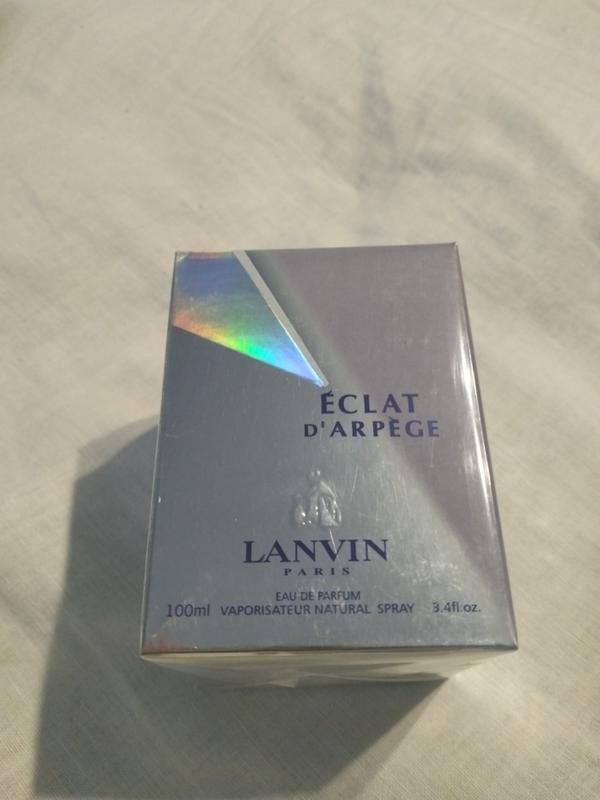 ÉCLAT
D'ARPÈGE
LANVIN
PARIS
EAU DE PARFUM
100ml VAPORISATEUR NATURAL SPRAY 3.4fl.oz.